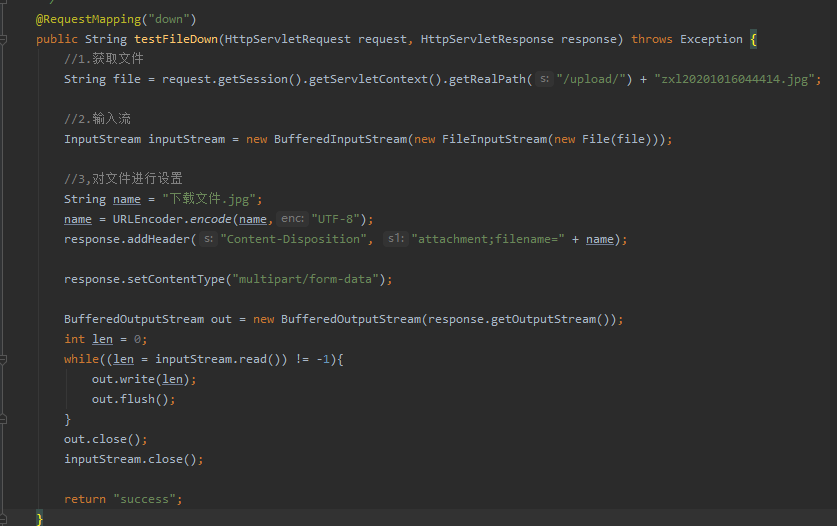 */
@RequestMapping("down")
public String testFileDown(HttpServletRequest request, HttpServletResponse response) throws Exception {
//1.获取文件
String file = request.getSession().getServletContext().getRealPath( s: "/upload/") + "zxl20201016044414.jpg";
//2.输入流
InputStream inputStream = new BufferedInputStream(new FileInputStream(new File(file)));
//3,对文件进行设置
String name = "下载文件.jpg";
name = URLEncoder.encode(name, enc: "UTF-8");
response.addHeader( s: "Content-Disposition", s1: "attachment;filename=" + name);
response.setContentType("multipart/form-data");
BufferedOutputStream out = new BufferedOutputStream(response.getOutputStream());
int len = 0;
while((len = inputStream.read()) != -1){
out.write(len);
out.flush();
}
out.close();
inputStream.close();
return "success";
}